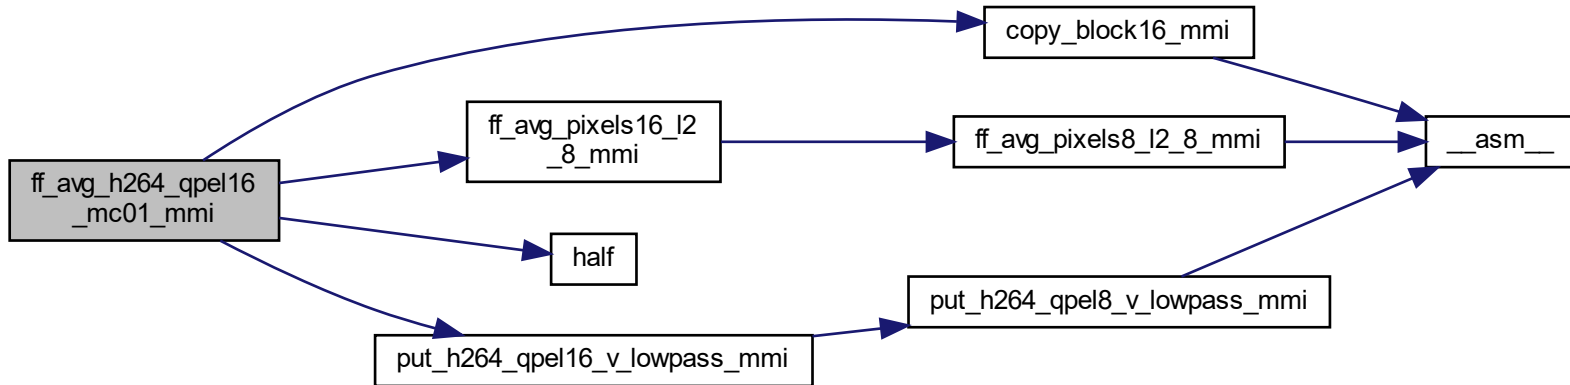 copy_block16_mmi
ff_avg_pixels16_l2
_8_mmi
ff_avg_pixels8_l2_8_mmi
__asm__
ff_avg_h264_qpel16
_mc01_mmi
half
put_h264_qpel8_v_lowpass_mmi
put_h264_qpel16_v_lowpass_mmi